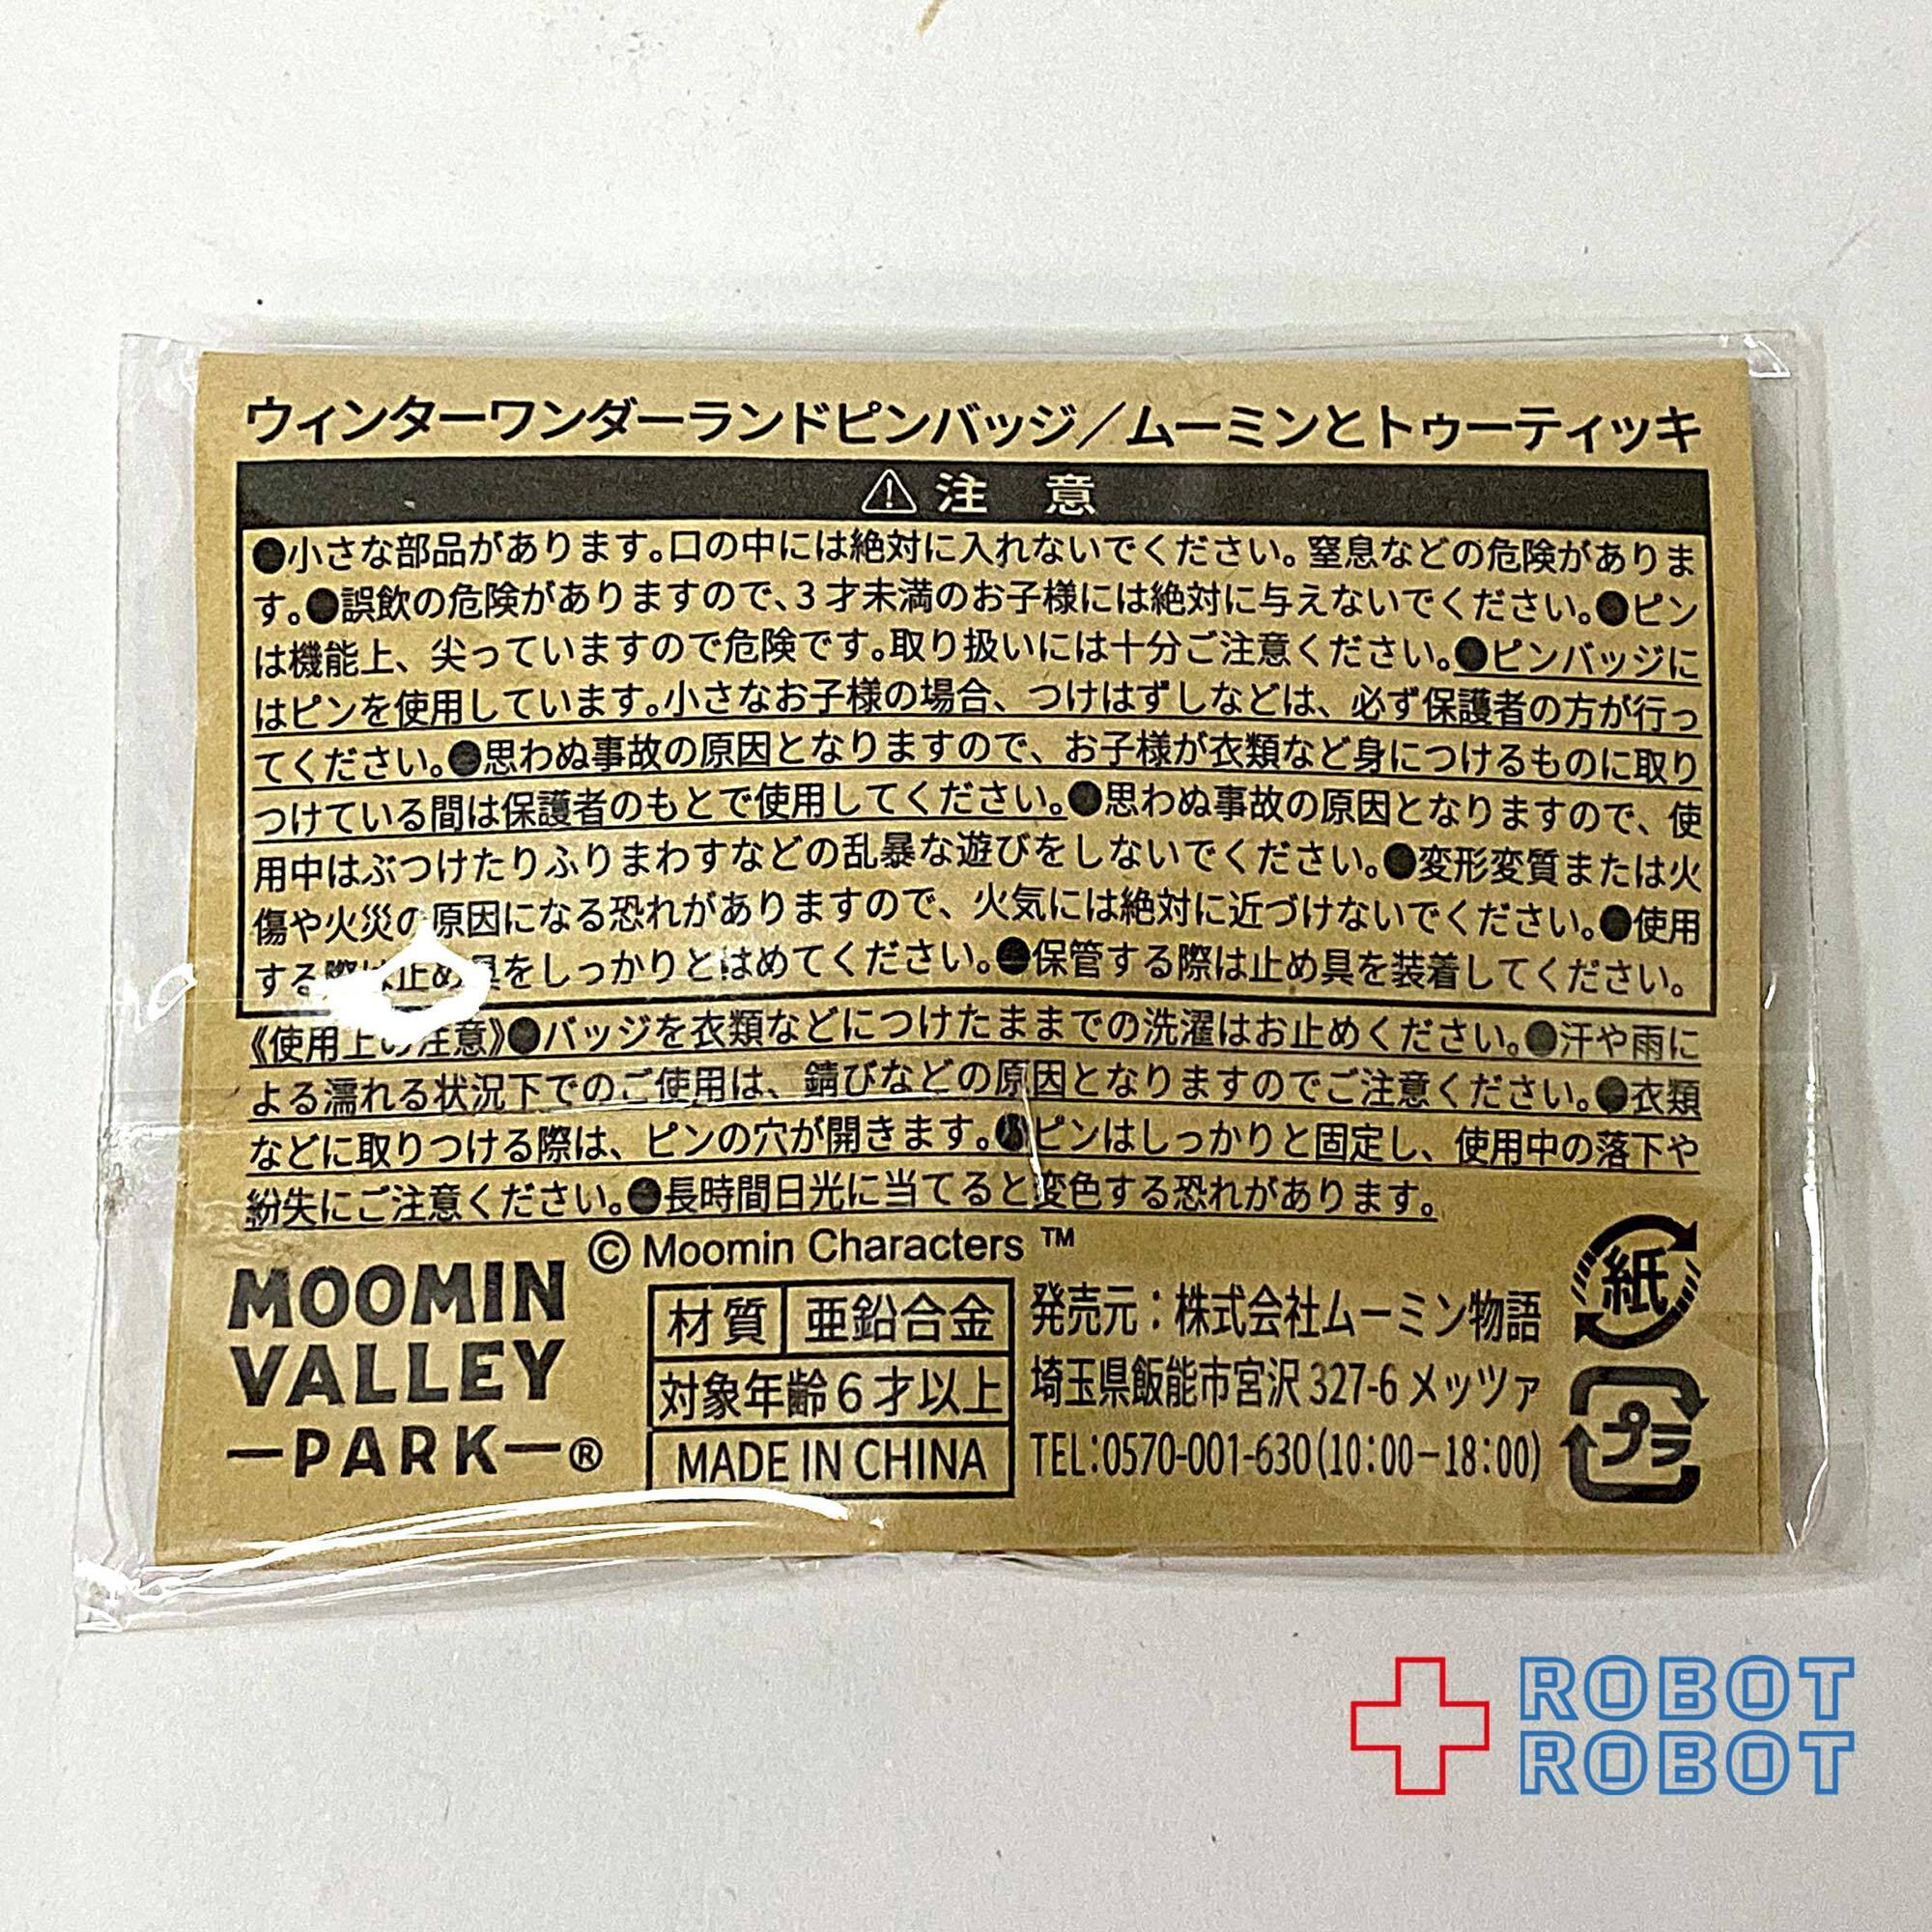 ウィンターワンダーランドピンバッジ／ムーミンとトゥーティッキ
⚠注 意
●小さな部品があります。口の中には絶対に入れないでください。窒息などの危険がありま
す。●誤飲の危険がありますので、3才未満のお子様には絶対に与えないでください。●ピン
は機能上、尖っていますので危険です。取り扱いには十分ご注意ください。●ピンバッジに
はピンを使用しています。小さなお子様の場合、つけはずしなどは、必ず保護者の方が行っ
てください。●思わぬ事故の原因となりますので、お子様が衣類など身につけるものに取り
つけている間は保護者のもとで使用してください。●思わぬ事故の原因となりますので、使
用中はぶつけたりふりまわすなどの乱暴な遊びをしないでください。●変形変質または火
傷や火災の原因になる恐れがありますので、火気には絶対に近づけないでください。●使用
する際は止め具をしっかりとはめてください。●保管する際は止め具を装着してください。
《使用上の注意》●バッジを衣類などにつけたままでの洗濯はお止めください。●汗や雨に
よる濡れる状況下でのご使用は、錆びなどの原因となりますのでご注意ください。●衣類
などに取りつける際は、ピンの穴が開きます。●ピンはしっかりと固定し、使用中の落下や
紛失にご注意ください。●長時間日光に当てると変色する恐れがあります。
© Moomin Characters ™
MOOMIN
VALLEY
—PARK—®
材質 亜鉛合金
対象年齢6才以上
MADE IN CHINA
発売元：株式会社ムーミン物語
埼玉県飯能市宮沢327-6メッツァ
TEL:0570-001-630(10:00−18:00)
紙
プラ
ROBOT
ROBOT